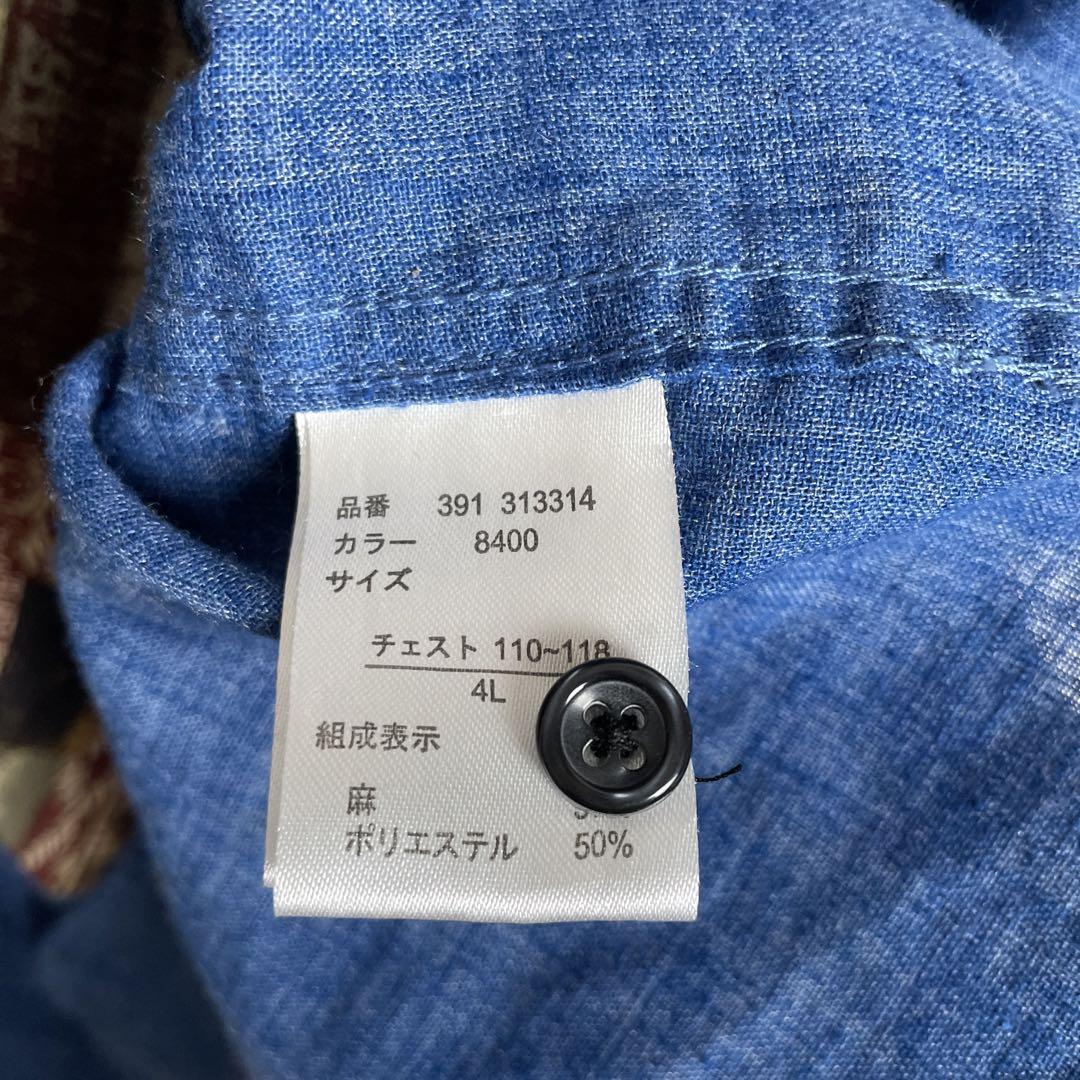 品番 391 313314
カラー 8400
サイズ
チェスト 110~118
4L
組成表示
麻
ポリエステル 50%